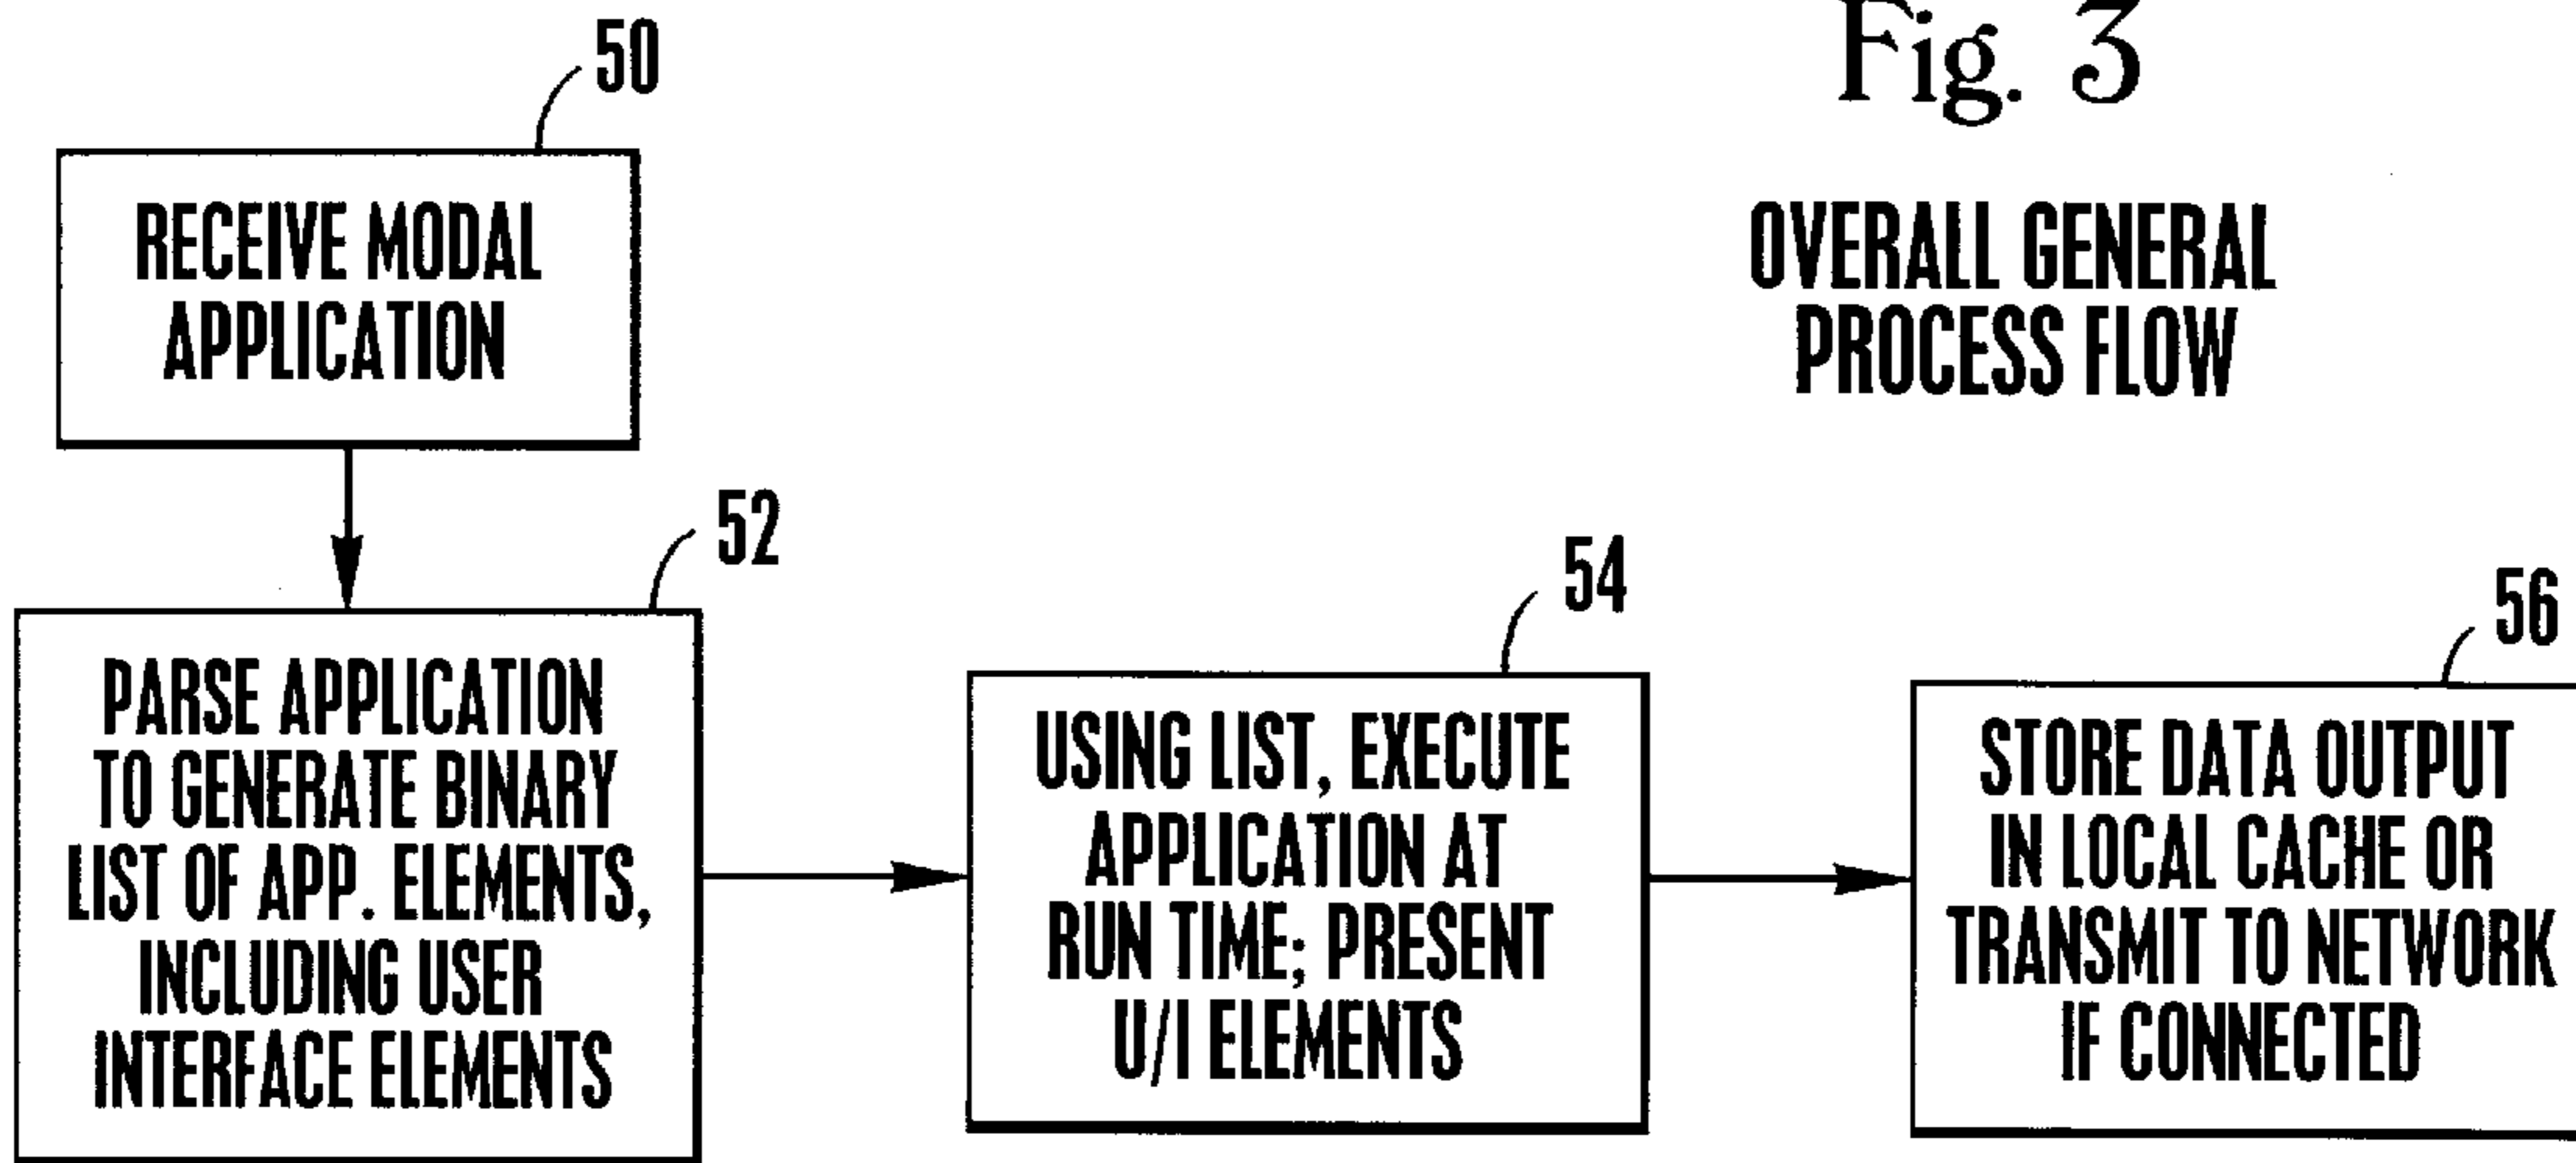 Fig. 3
OVERALL GENERAL
PROCESS FLOW
50
RECEIVE MODAL
APPLICATION
52
PARSE APPLICATION
TO GENERATE BINARY
LIST OF APP. ELEMENTS,
INCLUDING USER
INTERFACE ELEMENTS
54
USING LIST, EXECUTE
APPLICATION AT
RUN TIME; PRESENT
U/I ELEMENTS
56
STORE DATA OUTPUT
IN LOCAL CACHE OR
TRANSMIT TO NETWORK
IF CONNECTED